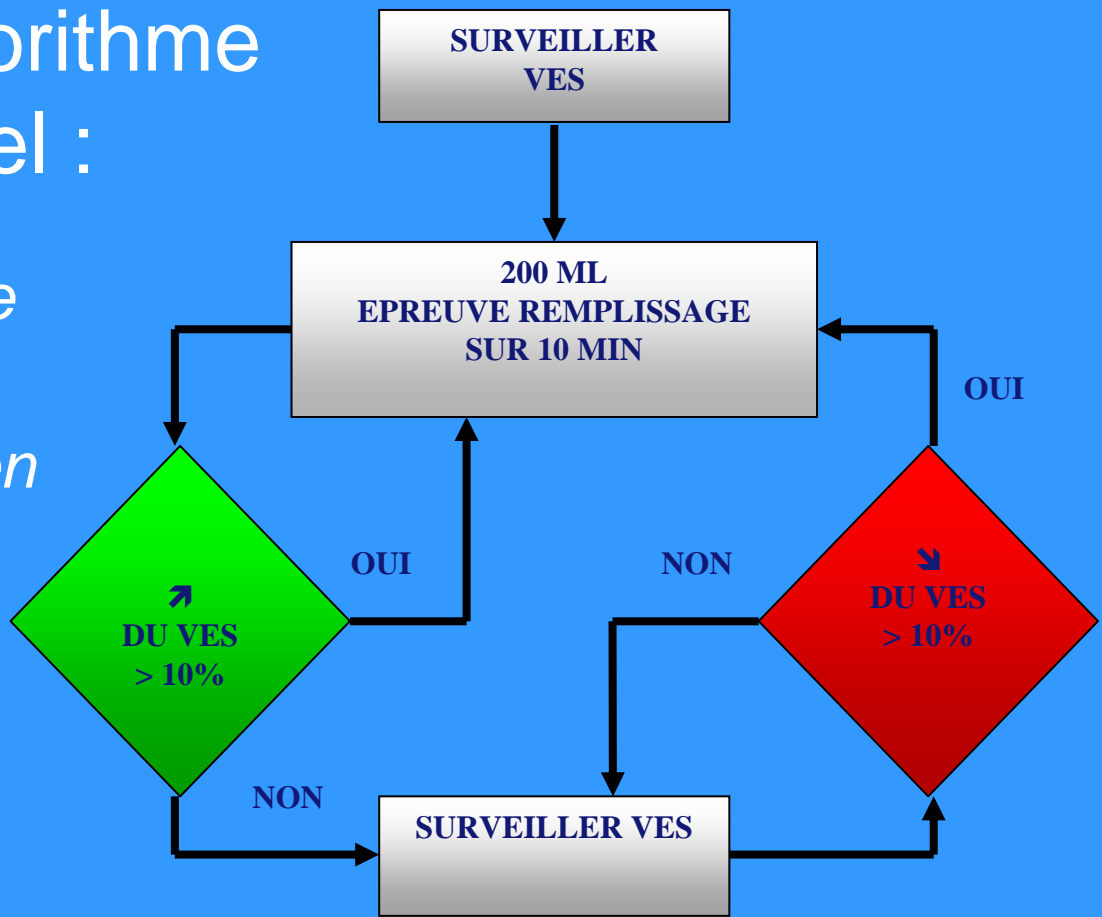 orithme
el :
e
en
SURVEILLER
VES
200 ML
EPREUVE REMPLISSAGE
SUR 10 MIN
OUI
OUI
NON
↗
DU VES
> 10%
↘
DU VES
> 10%
NON
SURVEILLER VES